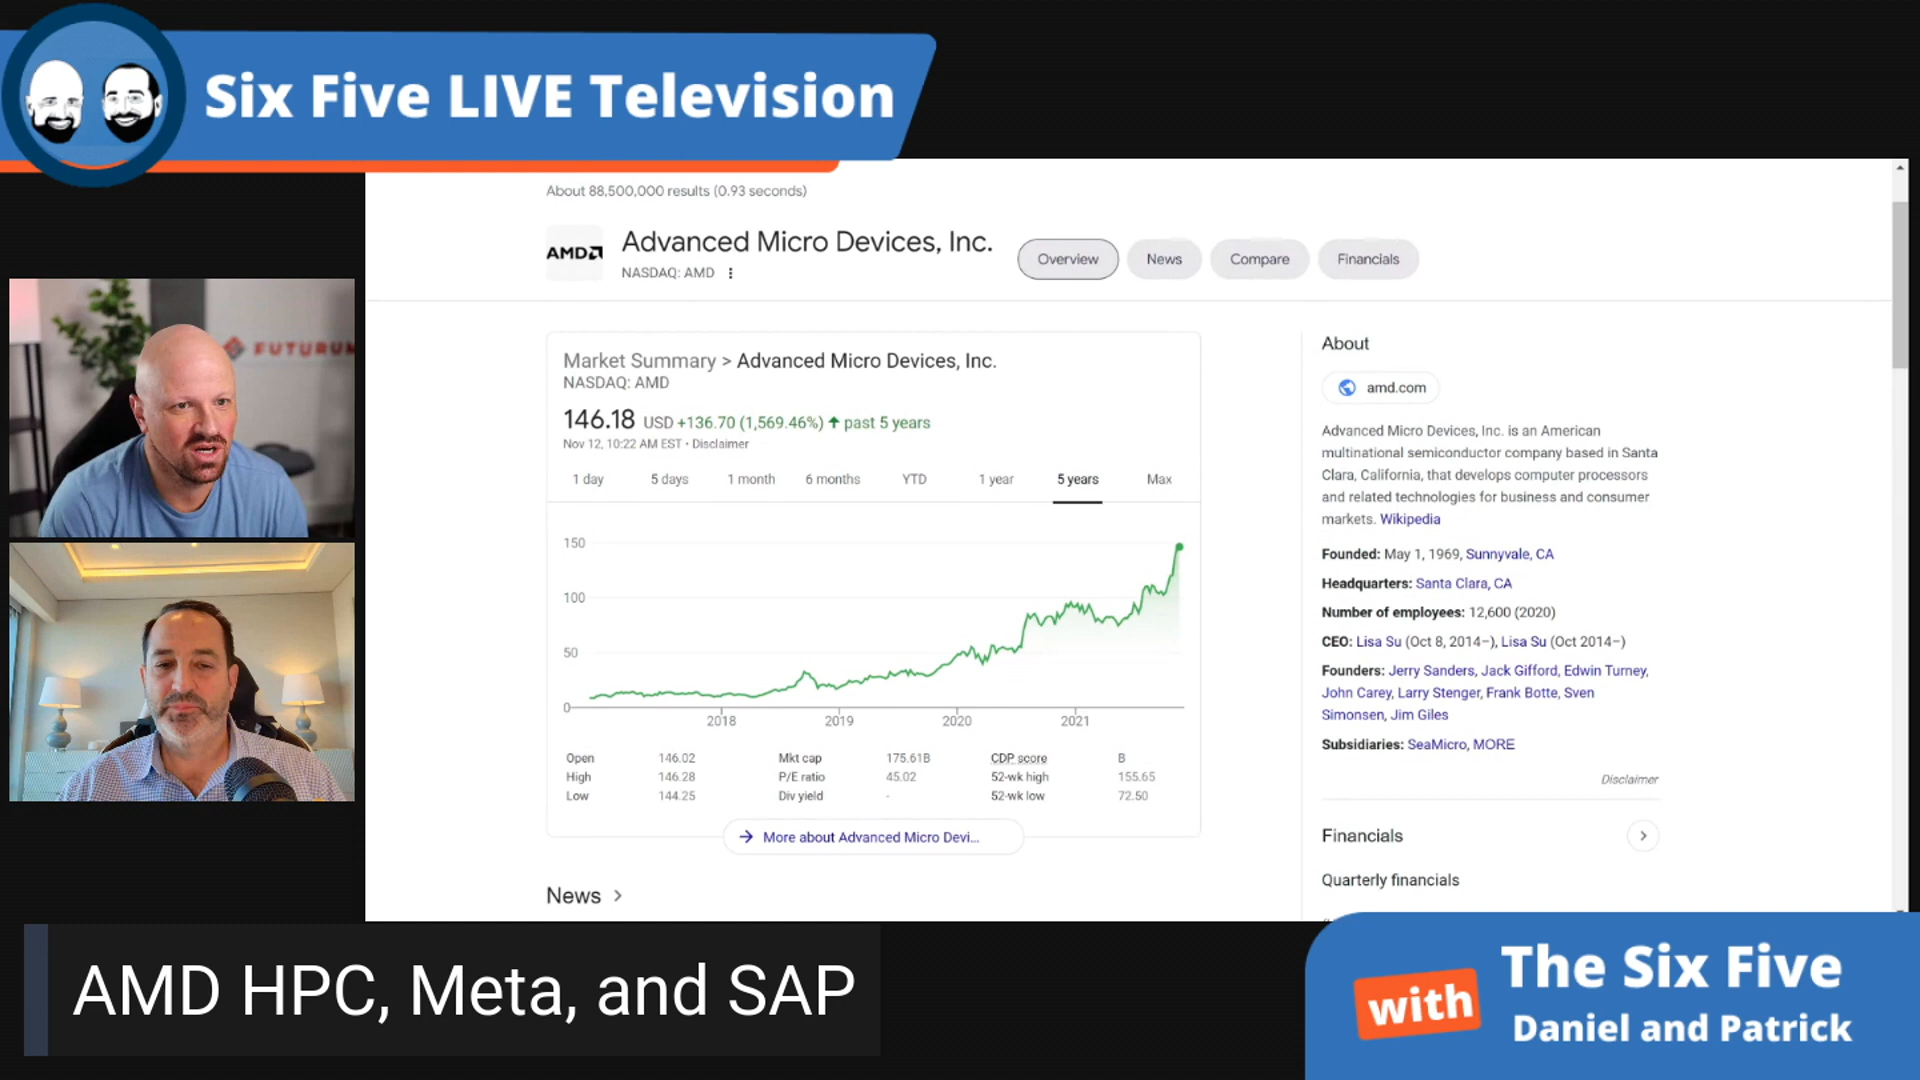 Six Five LIVE Television
About 88,500,000 results (0.93 seconds)
AMD
Advanced Micro Devices, Inc.
NASDAQ: AMD
Overview
News
Compare
Financials
FUTURUM
Market Summary > Advanced Micro Devices, Inc.
NASDAQ: AMD
146.18 USD +136.70 (1,569.46%) ↑ past 5 years
Nov 12, 10:22 AM EST • Disclaimer
1 day 5 days 1 month 6 months YTD 1 year 5 years Max
150
100
50
0
2018 2019 2020 2021
Open 146.02 Mkt cap 175.61B CDP score B
High 146.28 P/E ratio 45.02 52-wk high 155.65
Low 144.25 Div yield - 52-wk low 72.50
→ More about Advanced Micro Devi...
News >
About
amd.com
Advanced Micro Devices, Inc. is an American
multinational semiconductor company based in Santa
Clara, California, that develops computer processors
and related technologies for business and consumer
markets. Wikipedia
Founded: May 1, 1969, Sunnyvale, CA
Headquarters: Santa Clara, CA
Number of employees: 12,600 (2020)
CEO: Lisa Su (Oct 8, 2014–), Lisa Su (Oct 2014–)
Founders: Jerry Sanders, Jack Gifford, Edwin Turney,
John Carey, Larry Stenger, Frank Botte, Sven
Simonsen, Jim Giles
Subsidiaries: SeaMicro, MORE
Disclaimer
Financials >
Quarterly financials
AMD HPC, Meta, and SAP
The Six Five
with
Daniel and Patrick